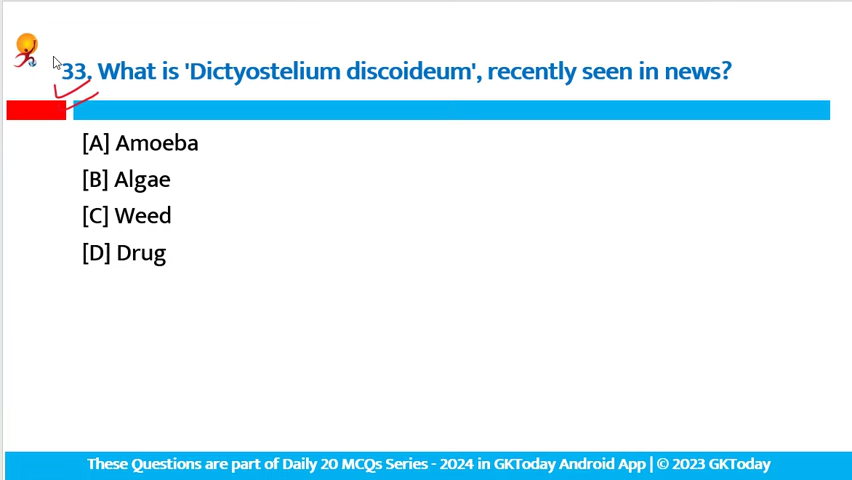 33. What is 'Dictyostelium discoideum', recently seen in news?
[A] Amoeba
[B] Algae
[C] Weed
[D] Drug
These Questions are part of Daily 20 MCQs Series - 2024 in GKToday Android App | © 2023 GKToday